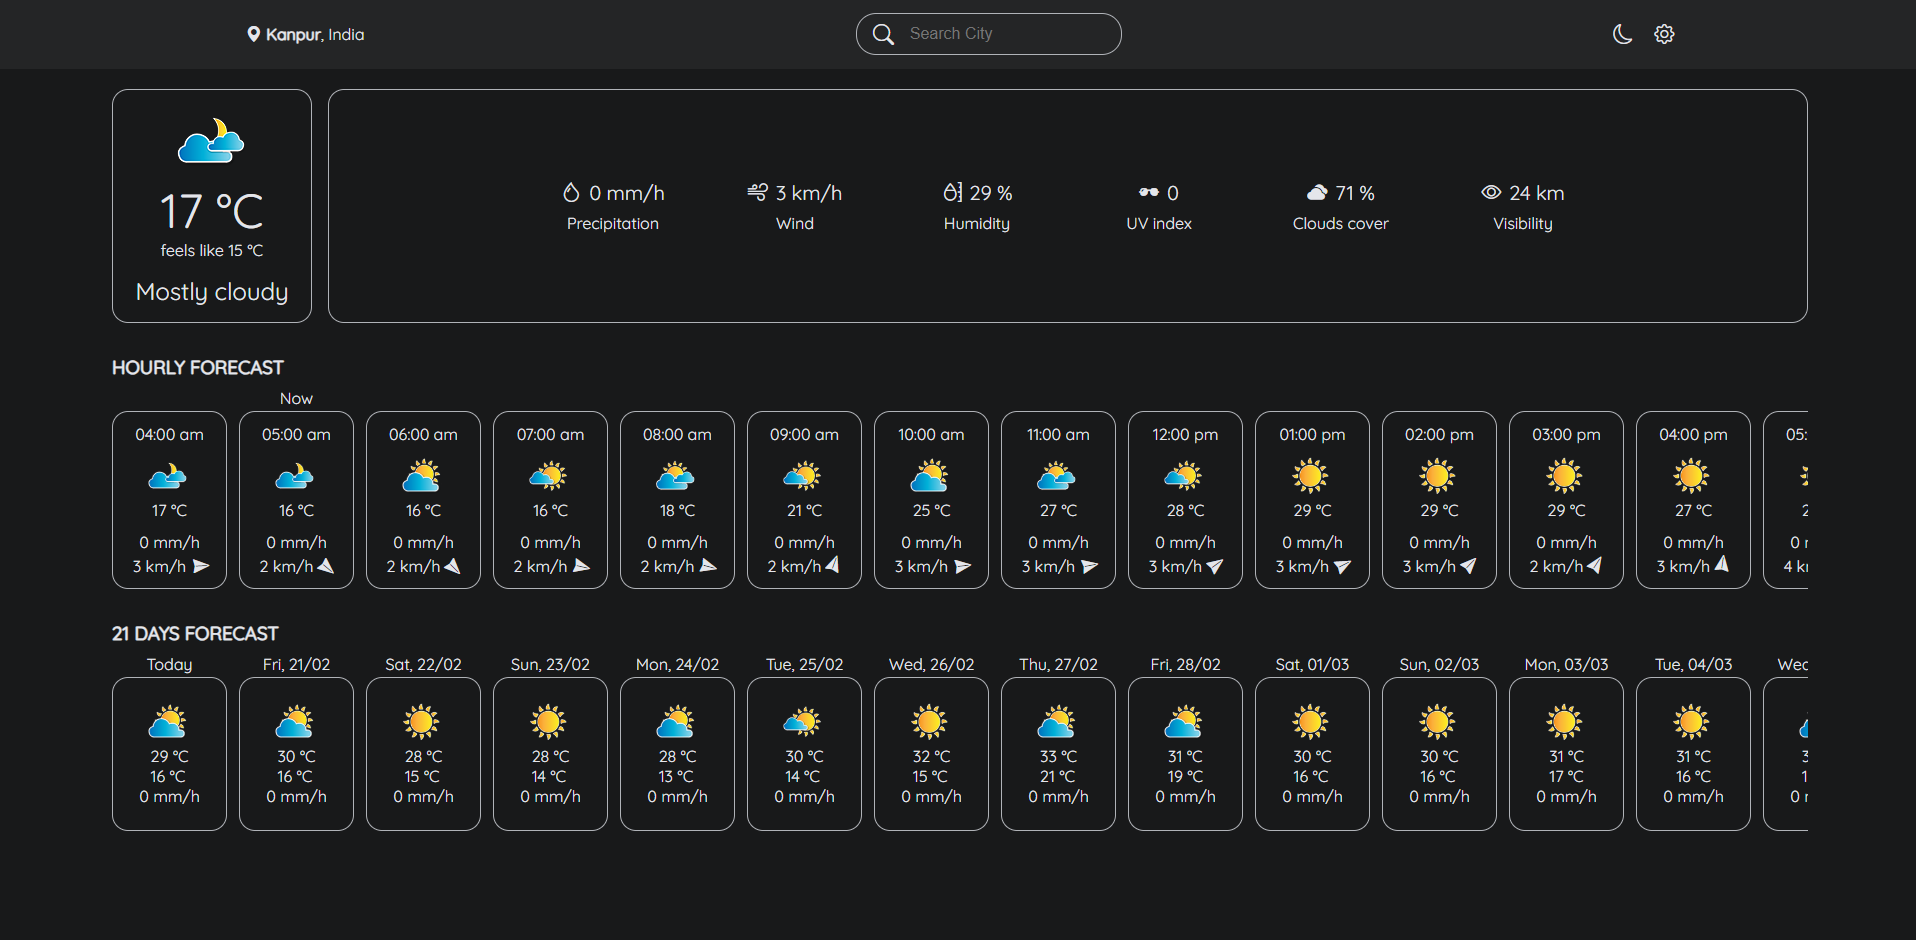 Kanpur, India
Search City
17 °C
feels like 15 °C
Mostly cloudy
0 mm/h 3 km/h 29 % 0 71 % 24 km
Precipitation Wind Humidity UV index Clouds cover Visibility
HOURLY FORECAST
Now
04:00 am 05:00 am 06:00 am 07:00 am 08:00 am 09:00 am 10:00 am 11:00 am 12:00 pm 01:00 pm 02:00 pm 03:00 pm 04:00 pm 05:
17 °C 16 °C 16 °C 16 °C 18 °C 21 °C 25 °C 27 °C 28 °C 29 °C 29 °C 29 °C 27 °C 2
0 mm/h 0 mm/h 0 mm/h 0 mm/h 0 mm/h 0 mm/h 0 mm/h 0 mm/h 0 mm/h 0 mm/h 0 mm/h 0 mm/h 0 mm/h 0
3 km/h 2 km/h 2 km/h 2 km/h 2 km/h 2 km/h 3 km/h 3 km/h 3 km/h 3 km/h 3 km/h 2 km/h 3 km/h 4
21 DAYS FORECAST
Today Fri, 21/02 Sat, 22/02 Sun, 23/02 Mon, 24/02 Tue, 25/02 Wed, 26/02 Thu, 27/02 Fri, 28/02 Sat, 01/03 Sun, 02/03 Mon, 03/03 Tue, 04/03 Wed
29 °C 30 °C 28 °C 28 °C 28 °C 30 °C 32 °C 33 °C 31 °C 30 °C 30 °C 31 °C 31 °C 3
16 °C 16 °C 15 °C 14 °C 13 °C 14 °C 15 °C 21 °C 19 °C 16 °C 16 °C 17 °C 16 °C 1
0 mm/h 0 mm/h 0 mm/h 0 mm/h 0 mm/h 0 mm/h 0 mm/h 0 mm/h 0 mm/h 0 mm/h 0 mm/h 0 mm/h 0 mm/h 0